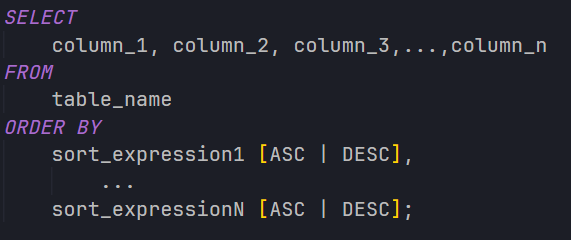 SELECT
column_1, column_2, column_3,...,column_n
FROM
table_name
ORDER BY
sort_expression1 [ASC | DESC],
...
sort_expressionN [ASC | DESC];